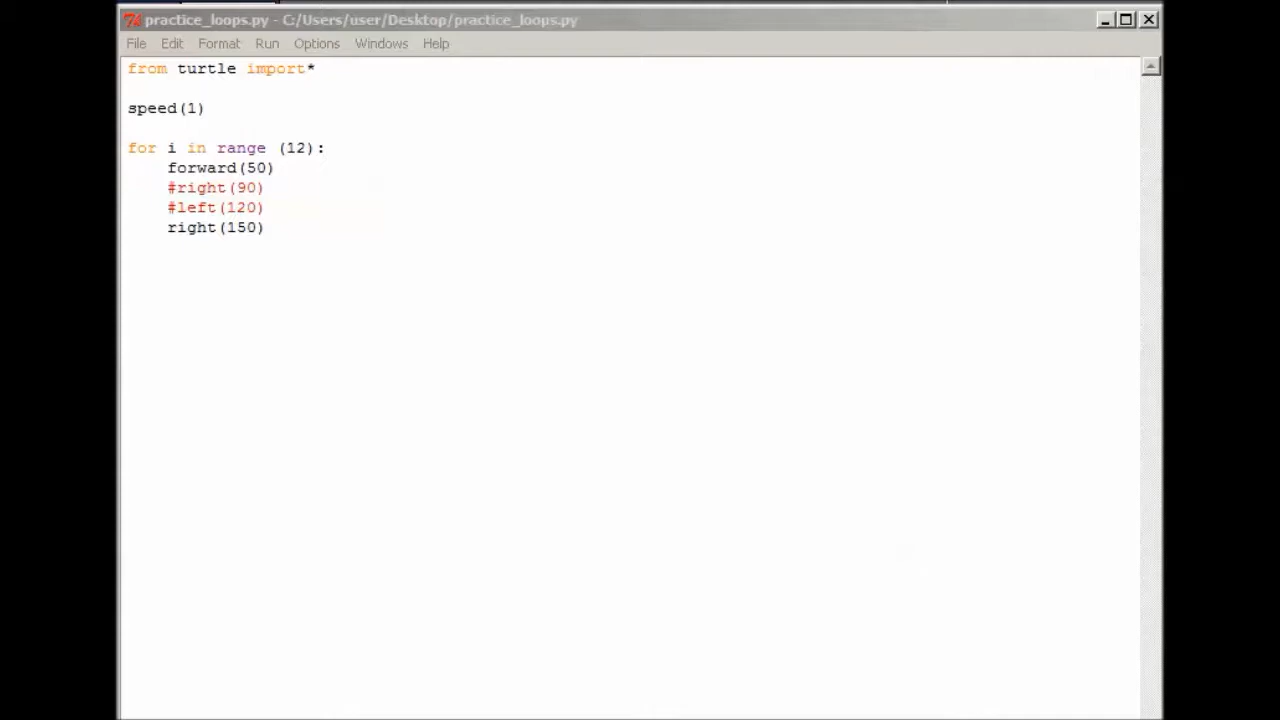 practice_loops.py - C:/Users/user/Desktop/practice_loops.py
File Edit Format Run Options Windows Help
from turtle import*
speed(1)
for i in range (12):
    forward(50)
    #right(90)
    #left(120)
    right(150)